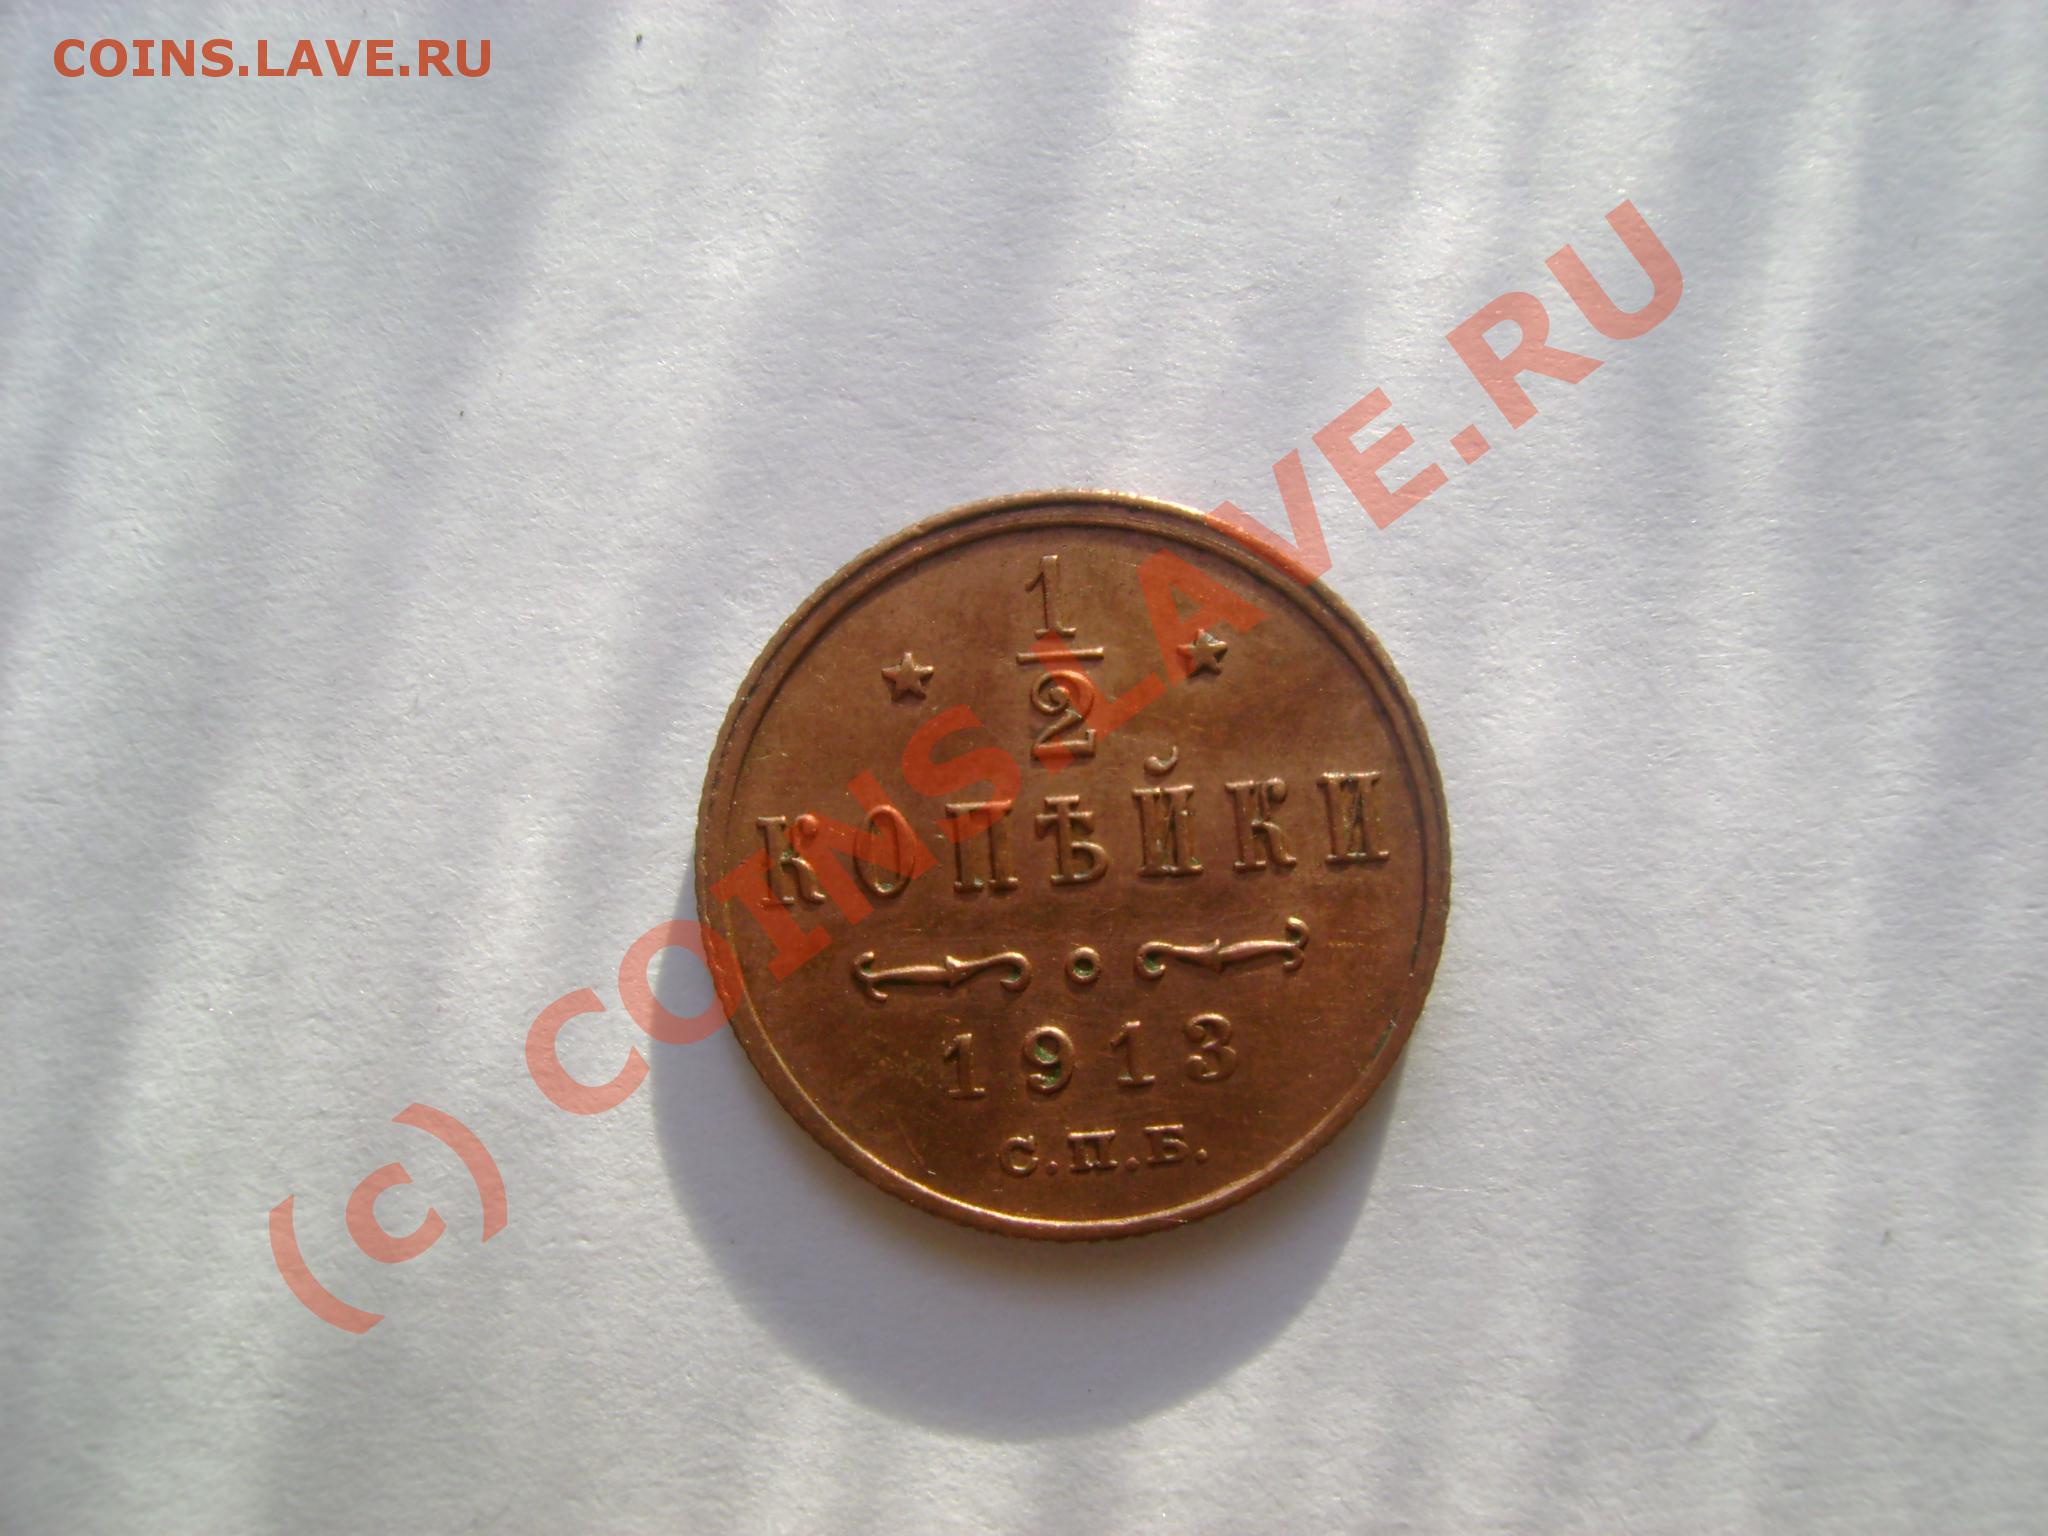 COINS.LAVE.RU
(c) COINS.LAVE.RU
1
2
КОПѢЙКИ
1913
С.П.Б.